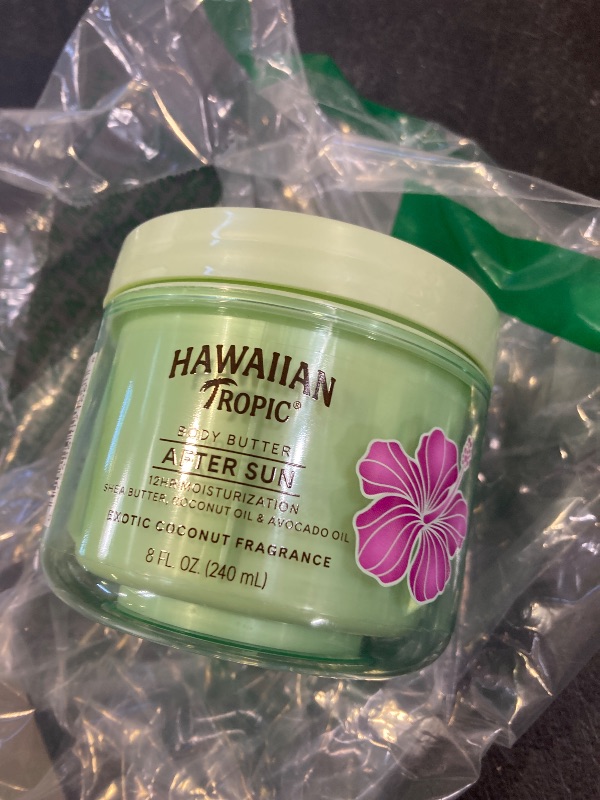 HAWAIIAN
TROPIC®
BODY BUTTER
AFTER SUN
12HR MOISTURIZATION
SHEA BUTTER, COCONUT OIL & AVOCADO OIL
EXOTIC COCONUT FRAGRANCE
8 FL. OZ. (240 mL)